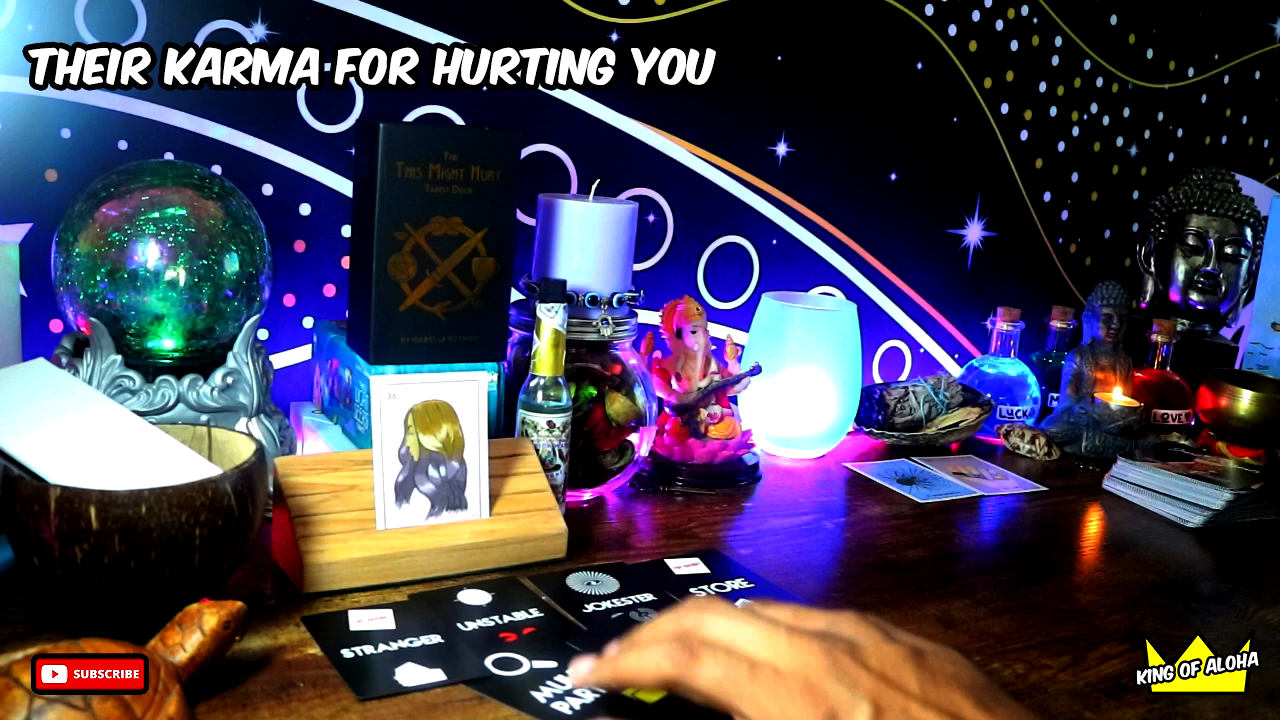 THEIR KARMA FOR HURTING YOU
THE
THIS MIGHT HURT
TAROT DECK
36
LUCK
LOVE
STRANGER
UNSTABLE
JOKESTER
STORE
SUBSCRIBE
KING OF ALOHA